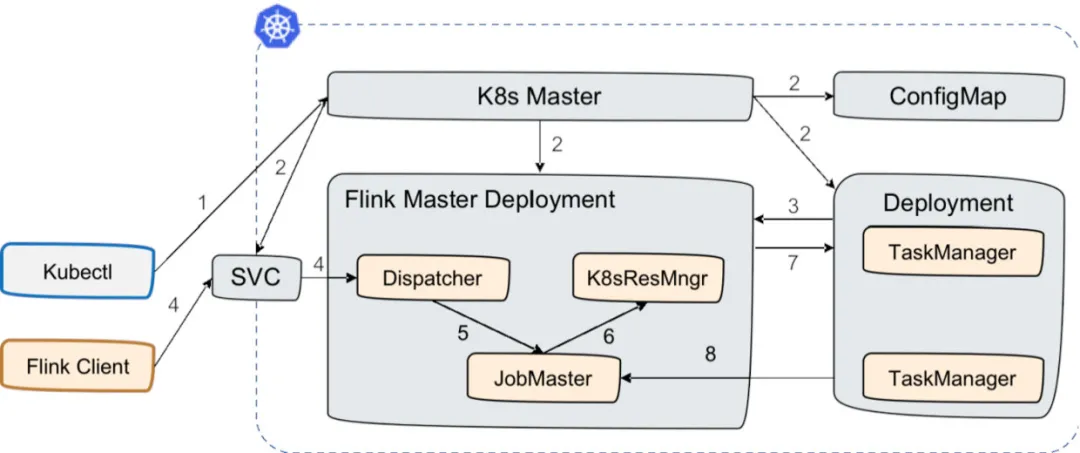 K8s Master
2
ConfigMap
2
2
2
1
Flink Master Deployment
3
Deployment
TaskManager
7
Kubectl
SVC
4
Dispatcher
K8sResMngr
4
5
6
8
Flink Client
JobMaster
TaskManager